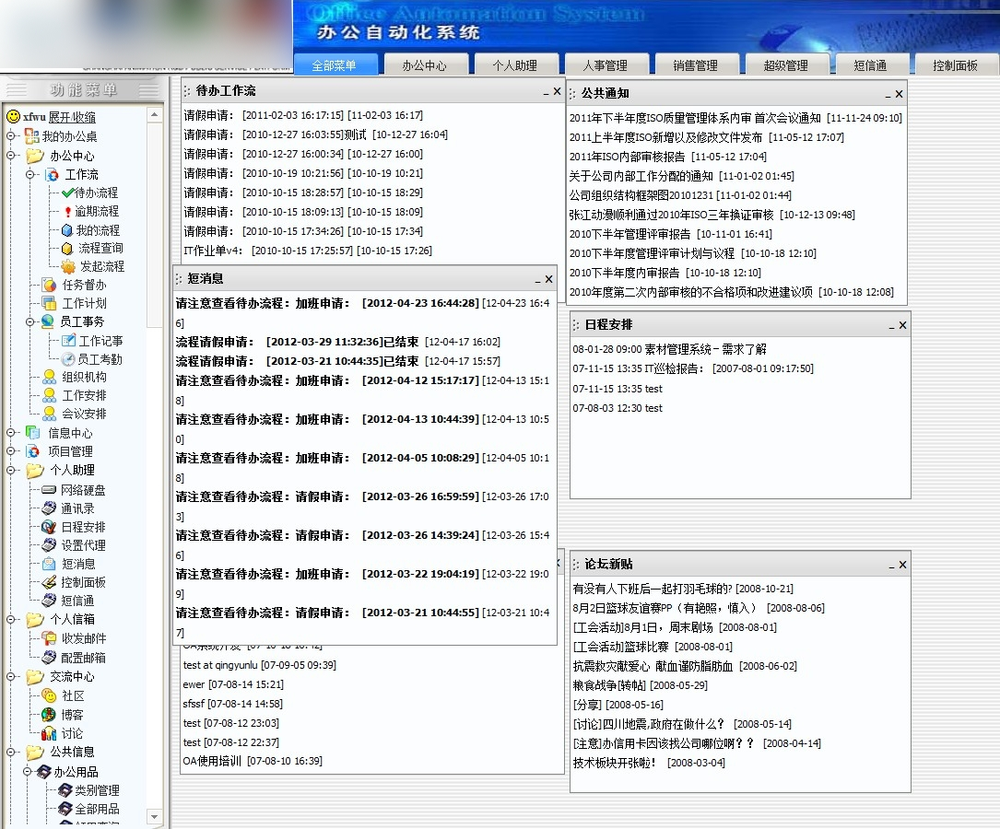 Office Automation System
办公自动化系统
全部菜单
办公中心
个人助理
人事管理
销售管理
超级管理
短信通
控制面板
功能菜单
xfwu 展开/收缩
我的办公桌
办公中心
工作流
待办流程
逾期流程
我的流程
流程查询
发起流程
任务督办
工作计划
员工事务
工作记事
员工考勤
组织机构
工作安排
会议安排
信息中心
项目管理
个人助理
网络硬盘
通讯录
日程安排
设置代理
短消息
控制面板
短信通
个人信箱
收发邮件
配置邮箱
交流中心
社区
博客
讨论
公共信息
办公用品
类别管理
全部用品
待办工作流
请假申请： [2011-02-03 16:17:15] [11-02-03 16:17]
请假申请： [2010-12-27 16:03:55]测试 [10-12-27 16:04]
请假申请： [2010-12-27 16:00:34] [10-12-27 16:00]
请假申请： [2010-10-19 10:21:56] [10-10-19 10:21]
请假申请： [2010-10-15 18:28:57] [10-10-15 18:29]
请假申请： [2010-10-15 18:09:13] [10-10-15 18:09]
请假申请： [2010-10-15 17:34:26] [10-10-15 17:34]
IT作业单v4： [2010-10-15 17:25:57] [10-10-15 17:26]
短消息
请注意查看待办流程：加班申请： [2012-04-23 16:44:28] [12-04-23 16:4
6]
流程请假申请： [2012-03-29 11:32:36]已结束 [12-04-17 16:02]
流程请假申请： [2012-03-21 10:44:35]已结束 [12-04-17 15:57]
请注意查看待办流程：加班申请： [2012-04-12 15:17:17] [12-04-13 15:1
8]
请注意查看待办流程：加班申请： [2012-04-13 10:44:39] [12-04-13 10:5
0]
请注意查看待办流程：加班申请： [2012-04-05 10:08:29] [12-04-05 10:1
8]
请注意查看待办流程：请假申请： [2012-03-26 16:59:59] [12-03-26 17:0
3]
请注意查看待办流程：请假申请： [2012-03-26 14:39:24] [12-03-26 15:4
6]
请注意查看待办流程：加班申请： [2012-03-22 19:04:19] [12-03-22 19:0
9]
请注意查看待办流程：请假申请： [2012-03-21 10:44:55] [12-03-21 10:4
7]
test at qingyunlu [07-09-05 09:39]
ewer [07-08-14 15:21]
sfssf [07-08-14 14:58]
test [07-08-12 23:03]
test [07-08-12 22:37]
OA使用培训 [07-08-10 16:39]
公共通知
2011年下半年度ISO质量管理体系内审 首次会议通知 [11-11-24 09:10]
2011上半年度ISO新增以及修改文件发布 [11-05-12 17:07]
2011年ISO内部审核报告 [11-05-12 17:04]
关于公司内部工作分配的通知 [11-01-02 01:45]
公司组织结构框架图20101231 [11-01-02 01:44]
张江动漫顺利通过2010年ISO三年换证审核 [10-12-13 09:48]
2010下半年管理评审报告 [10-11-01 16:41]
2010下半年度管理评审计划与议程 [10-10-18 12:10]
2010下半年度内审报告 [10-10-18 12:10]
2010年度第二次内部审核的不合格项和改进建议项 [10-10-18 12:08]
日程安排
08-01-28 09:00 素材管理系统－需求了解
07-11-15 13:35 IT巡检报告： [2007-08-01 09:17:50]
07-11-15 13:35 test
07-08-03 12:30 test
论坛新贴
有没有人下班后一起打羽毛球的? [2008-10-21]
8月2日篮球友谊赛PP（有艳照，慎入） [2008-08-06]
[工会活动]8月1日，周末剧场 [2008-08-01]
[工会活动]篮球比赛 [2008-08-01]
抗震救灾献爱心 献血谨防脂肪血 [2008-06-02]
粮食战争[转帖] [2008-05-29]
[分享] [2008-05-16]
[讨论]四川地震,政府在做什么？ [2008-05-14]
[注意]办信用卡因该找公司哪位啊？？ [2008-04-14]
技术板块开张啦！ [2008-03-04]